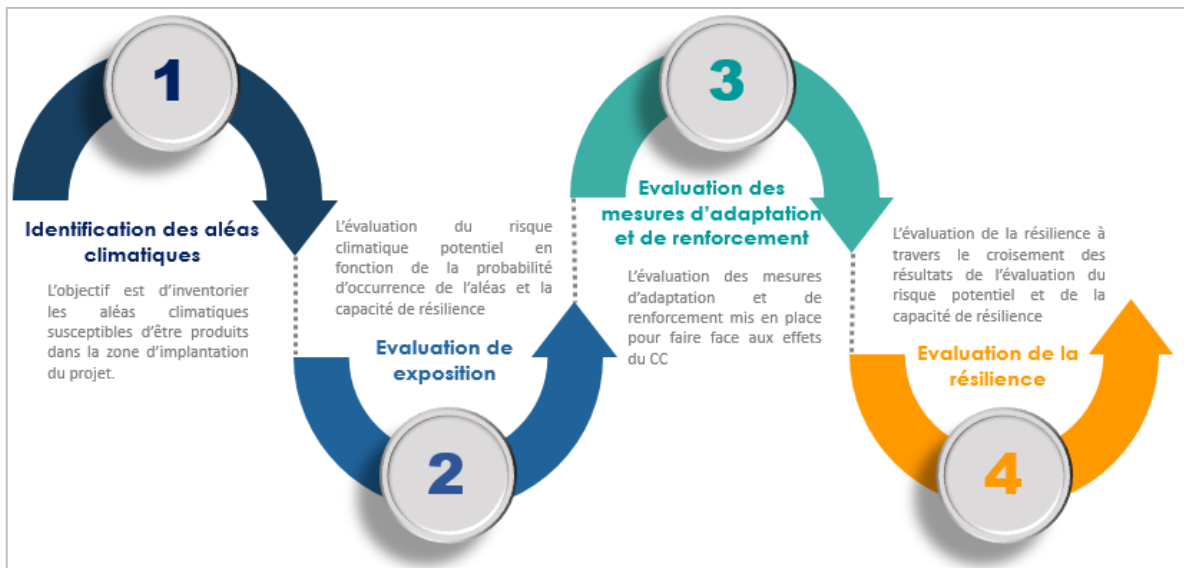 1
Identification des aléas
climatiques
L'objectif est d'inventorier
les aléas climatiques
susceptibles d'être produits
dans la zone d'implantation
du projet.
L'évaluation du risque
climatique potentiel en
fonction de la probabilité
d'occurrence de l'aléas et la
capacité de résilience
Evaluation de
exposition
2
3
Evaluation des
mesures d'adaptation
et de renforcement
L'évaluation des mesures
d'adaptation et de
renforcement mis en place
pour faire face aux effets
du CC
L'évaluation de la résilience à
travers le croisement des
résultats de l'évaluation du
risque potentiel et de la
capacité de résilience
Evaluation de la
résilience
4